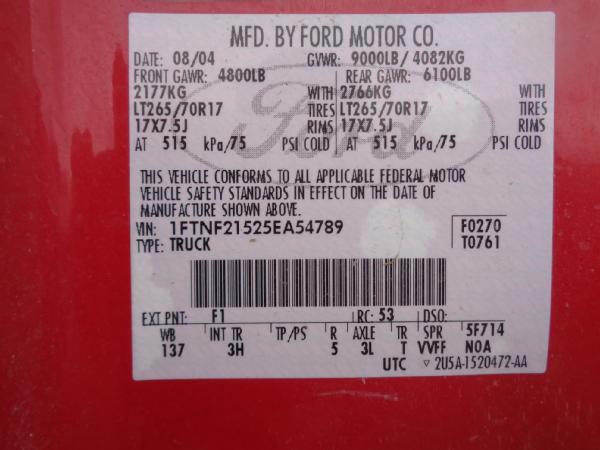 MFD. BY FORD MOTOR CO.
DATE: 08/04 GVWR: 9000LB/ 4082KG
FRONT GAWR: 4800LB REAR GAWR: 6100LB
2177KG WITH 2766KG WITH
LT265/70R17 TIRES LT265/70R17 TIRES
17X7.5J RIMS 17X7.5J RIMS
AT 515 kPa/75 PSI COLD AT 515 kPa/75 PSI COLD
Ford
THIS VEHICLE CONFORMS TO ALL APPLICABLE FEDERAL MOTOR
VEHICLE SAFETY STANDARDS IN EFFECT ON THE DATE OF
MANUFACTURE SHOWN ABOVE.
VIN: 1FTNF21525EA54789 F0270
TYPE: TRUCK T0761
EXT PNT: F1 RC: 53 DSO:
WB INT TR TP/PS R AXLE TR SPR 5F714
137 3H 5 3L T VVFF NOA
UTC ▽ 2U5A-1520472-AA